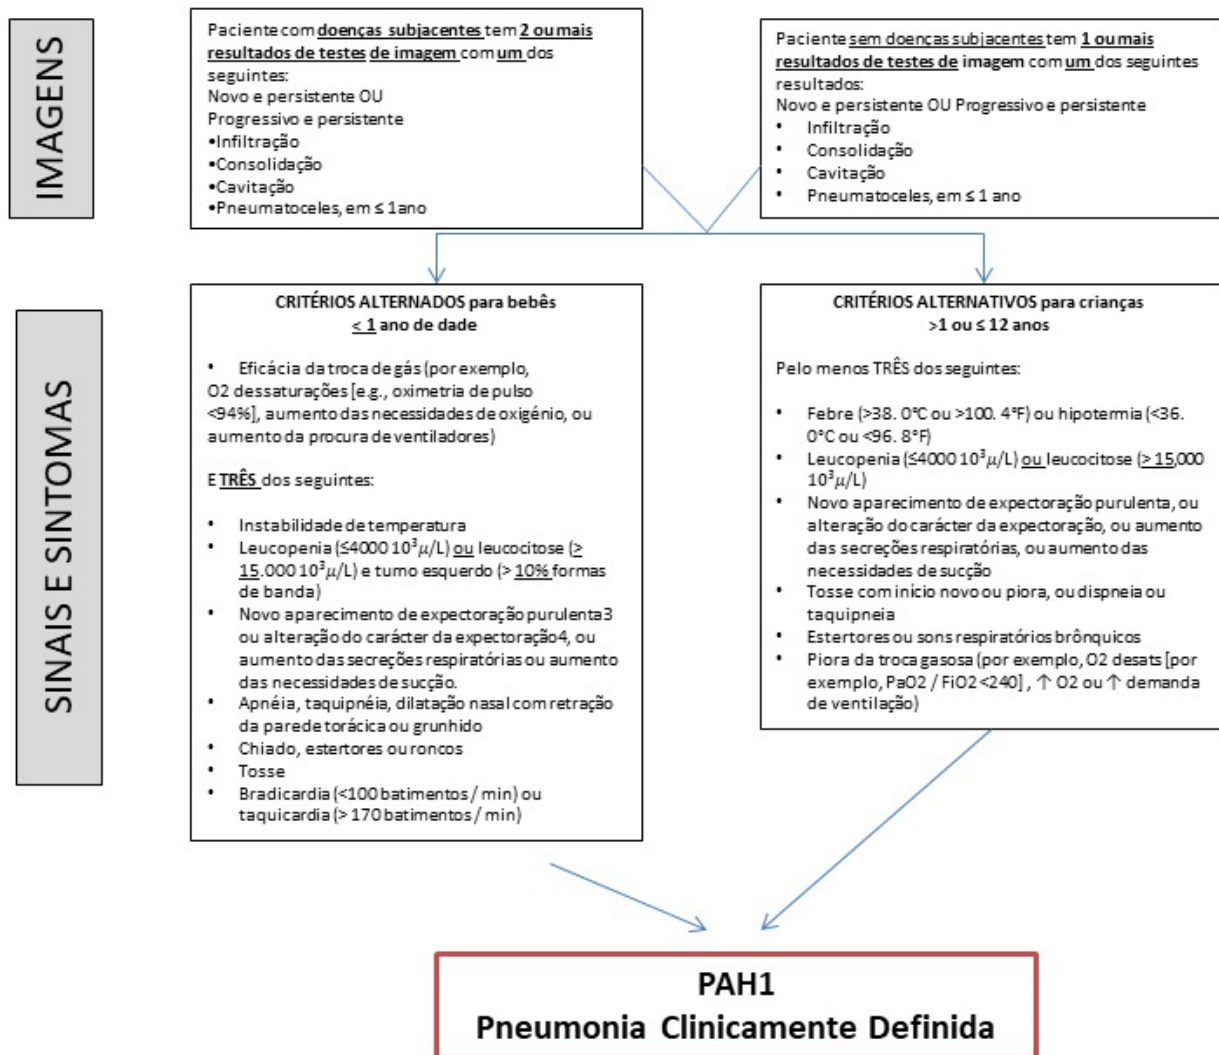 IMAGENS
Paciente com doenças subjacentes tem 2 ou mais
resultados de testes de imagem com um dos
seguintes:
Novo e persistente OU
Progressivo e persistente
•Infiltração
•Consolidação
•Cavitação
•Pneumatoceles, em ≤ 1ano
Paciente sem doenças subjacentes tem 1 ou mais
resultados de testes de imagem com um dos seguintes
resultados:
Novo e persistente OU Progressivo e persistente
• Infiltração
• Consolidação
• Cavitação
• Pneumatoceles, em ≤ 1 ano
SINAIS E SINTOMAS
CRITÉRIOS ALTERNADOS para bebês
< 1 ano de dade
• Eficácia da troca de gás (por exemplo,
O2 dessaturações [e.g., oximetria de pulso
<94%], aumento das necessidades de oxigénio, ou
aumento da procura de ventiladores)
E TRÊS dos seguintes:
• Instabilidade de temperatura
• Leucopenia (≤4000 10³μ/L) ou leucocitose (>
15.000 10³μ/L) e turno esquerdo (> 10% formas
de banda)
• Novo aparecimento de expectoração purulenta3
ou alteração do carácter da expectoração4, ou
aumento das secreções respiratórias ou aumento
das necessidades de sucção.
• Apnéia, taquipnéia, dilatação nasal com retração
da parede torácica ou grunhido
• Chiado, estertores ou roncos
• Tosse
• Bradicardia (<100 batimentos / min) ou
taquicardia (> 170 batimentos / min)
CRITÉRIOS ALTERNATIVOS para crianças
>1 ou ≤ 12 anos
Pelo menos TRÊS dos seguintes:
• Febre (>38. 0°C ou >100. 4°F) ou hipotermia (<36.
0°C ou <96. 8°F)
• Leucopenia (≤4000 10³μ/L) ou leucocitose (> 15,000
10³μ/L)
• Novo aparecimento de expectoração purulenta, ou
alteração do carácter da expectoração, ou aumento
das secreções respiratórias, ou aumento das
necessidades de sucção
• Tosse com início novo ou piora, ou dispneia ou
taquipneia
• Estertores ou sons respiratórios brônquicos
• Piora da troca gasosa (por exemplo, O2 desats [por
exemplo, PaO2 / FiO2 <240] , ↑ O2 ou ↑ demanda
de ventilação)
PAH1
Pneumonia Clinicamente Definida